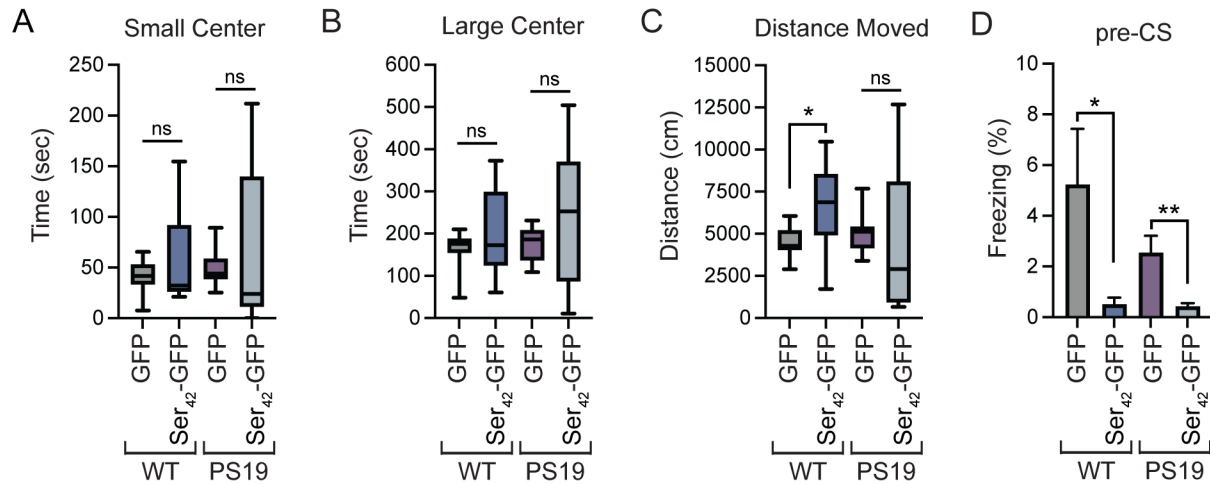 A
Small Center
Time (sec)
250
200
150
100
50
0
ns
ns
GFP
Ser₄₂-GFP
GFP
Ser₄₂-GFP
WT
PS19
B
Large Center
Time (sec)
600
500
400
300
200
100
0
ns
ns
GFP
Ser₄₂-GFP
GFP
Ser₄₂-GFP
WT
PS19
C
Distance Moved
Distance (cm)
15000
12500
10000
7500
5000
2500
0
*
ns
GFP
Ser₄₂-GFP
GFP
Ser₄₂-GFP
WT
PS19
D
pre-CS
Freezing (%)
10
8
6
4
2
0
*
**
GFP
Ser₄₂-GFP
GFP
Ser₄₂-GFP
WT
PS19